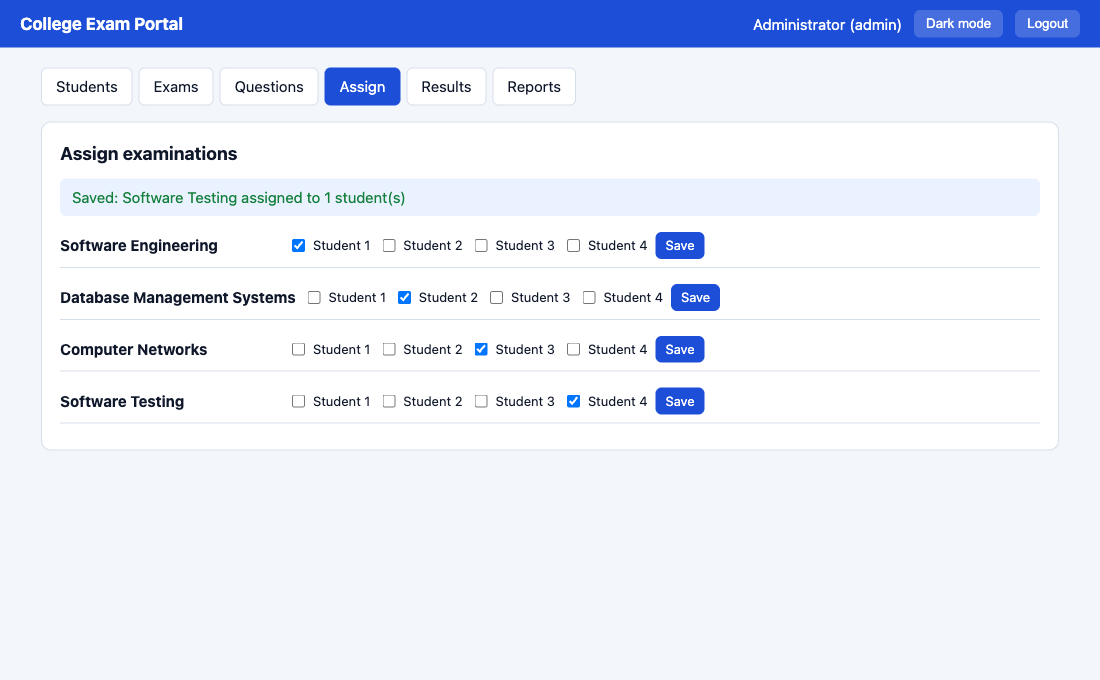 College Exam Portal Administrator (admin) Dark mode Logout
Students Exams Questions Assign Results Reports
Assign examinations
Saved: Software Testing assigned to 1 student(s)
Software Engineering Student 1 Student 2 Student 3 Student 4 Save
Database Management Systems Student 1 Student 2 Student 3 Student 4 Save
Computer Networks Student 1 Student 2 Student 3 Student 4 Save
Software Testing Student 1 Student 2 Student 3 Student 4 Save